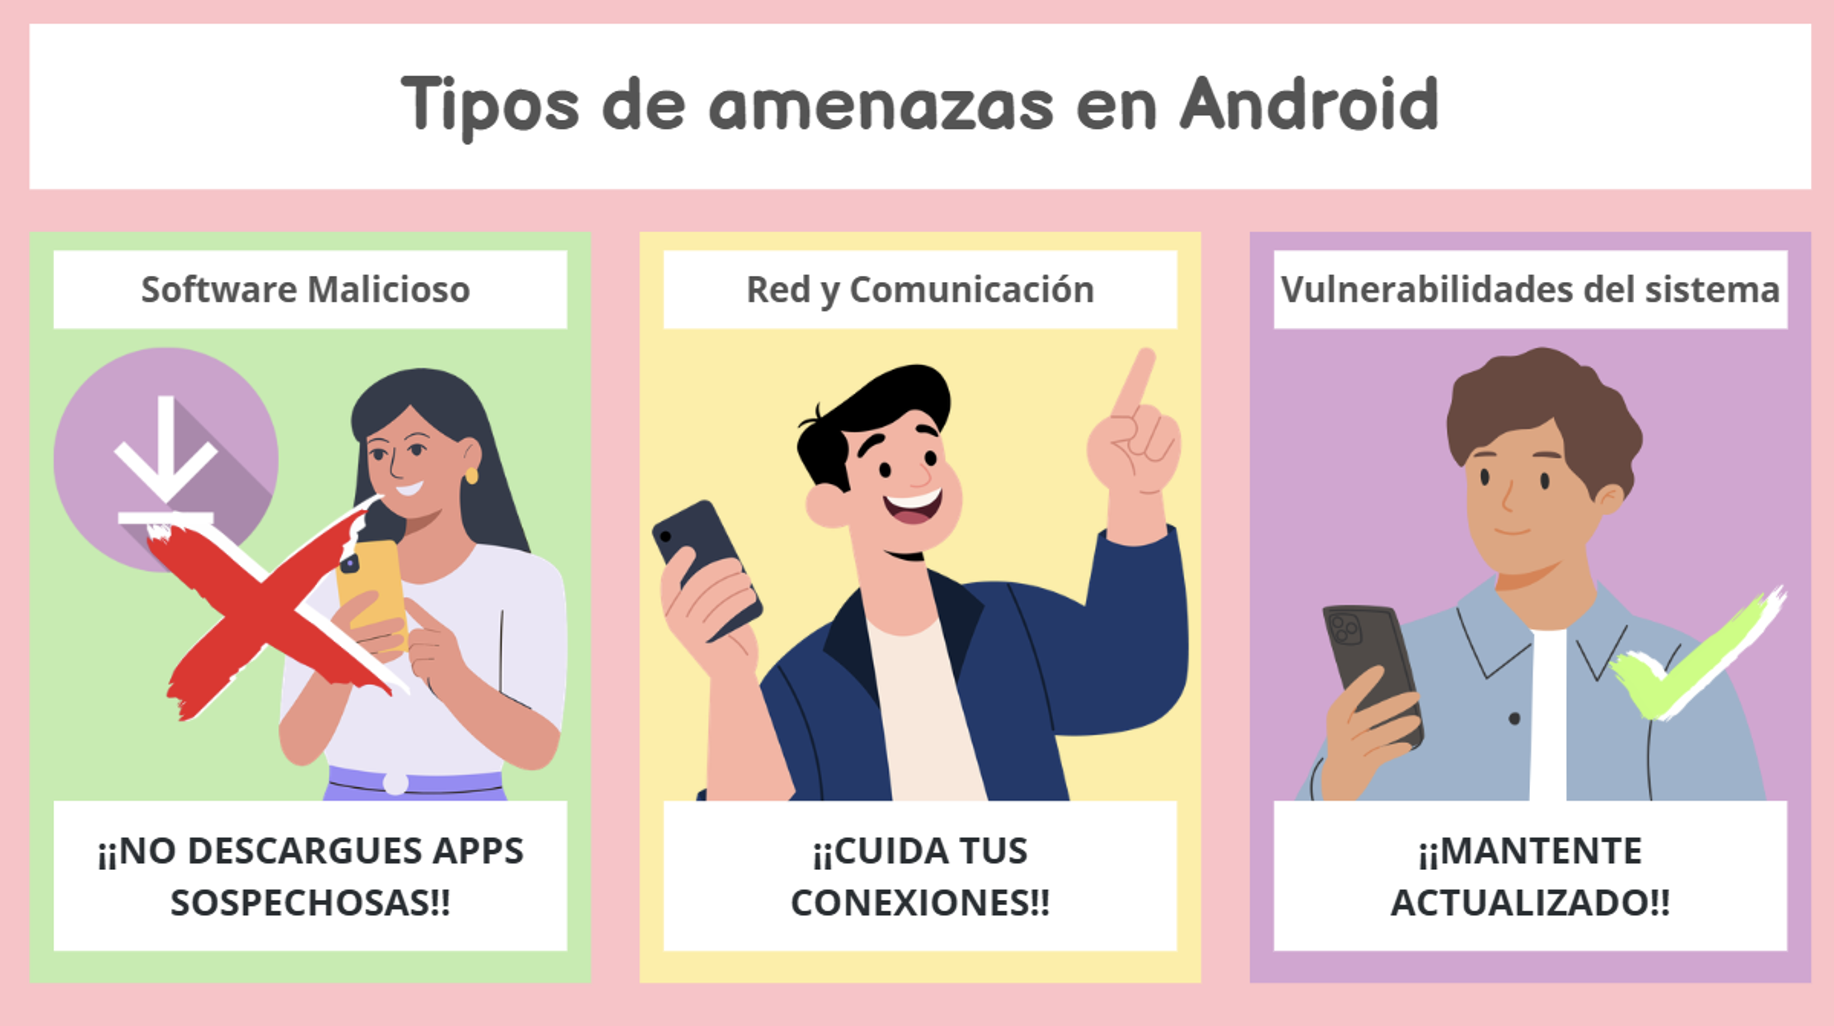 Tipos de amenazas en Android
Software Malicioso
¡¡NO DESCARGUES APPS
SOSPECHOSAS!!
Red y Comunicación
¡¡CUIDA TUS
CONEXIONES!!
Vulnerabilidades del sistema
¡¡MANTENTE
ACTUALIZADO!!